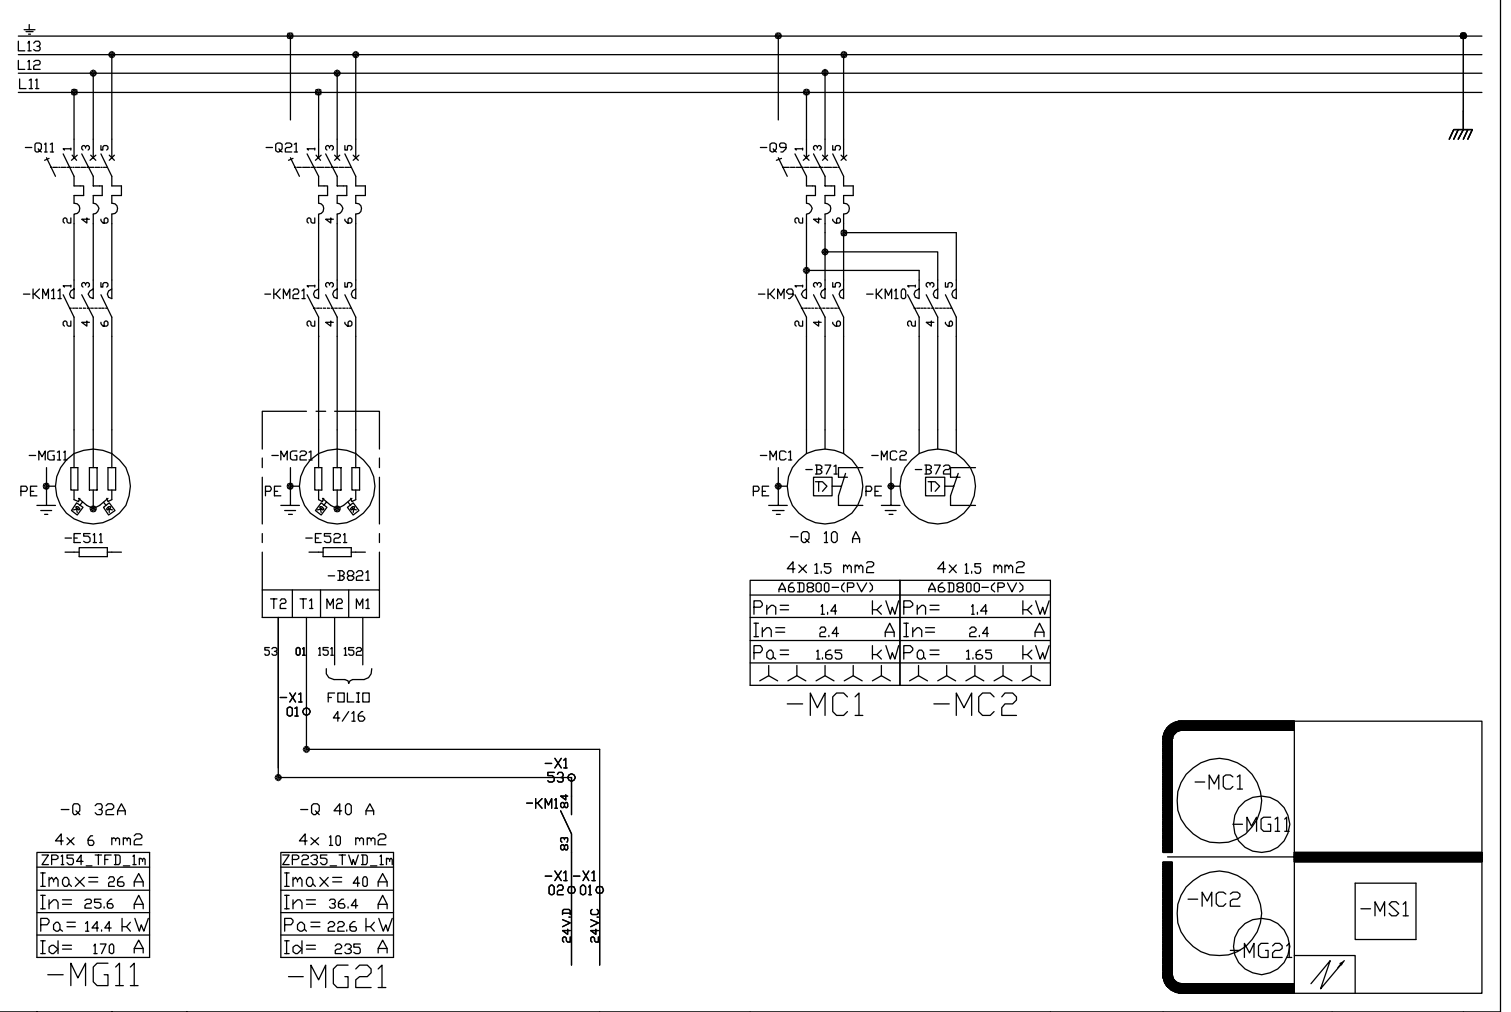 L13
L12
L11
-Q11 1 3 5
-Q21 1 3 5
-Q9 1 3 5
2 4 6
2 4 6
2 4 6
-KM11 1 3 5
-KM21 1 3 5
-KM9 1 3 5
-KM10 1 3 5
2 4 6
2 4 6
2 4 6
2 4 6
-MG11
PE
-E511
-MG21
PE
-E521
-B821
T2 T1 M2 M1
53 01 151 152
-X1
01
FOLIO
4/16
-MC1
-B71
T>
PE
-MC2
-B72
T>
PE
-Q 10 A
4x 1.5 mm2
A6D800-(PV)
Pn= 1.4 kW
In= 2.4 A
Pa= 1.65 kW
-MC1
4x 1.5 mm2
A6D800-(PV)
Pn= 1.4 kW
In= 2.4 A
Pa= 1.65 kW
-MC2
-X1
53
-KM1
84
83
-X1
02
-X1
01
24V.D
24V.C
-Q 32A
4x 6 mm2
ZP154_TFD_1m
Imax= 26 A
In= 25.6 A
Pa= 14.4 kW
Id= 170 A
-MG11
-Q 40 A
4x 10 mm2
ZP235_TWD_1m
Imax= 40 A
In= 36.4 A
Pa= 22.6 kW
Id= 235 A
-MG21
-MC1
-MG11
-MC2
-MG21
-MS1